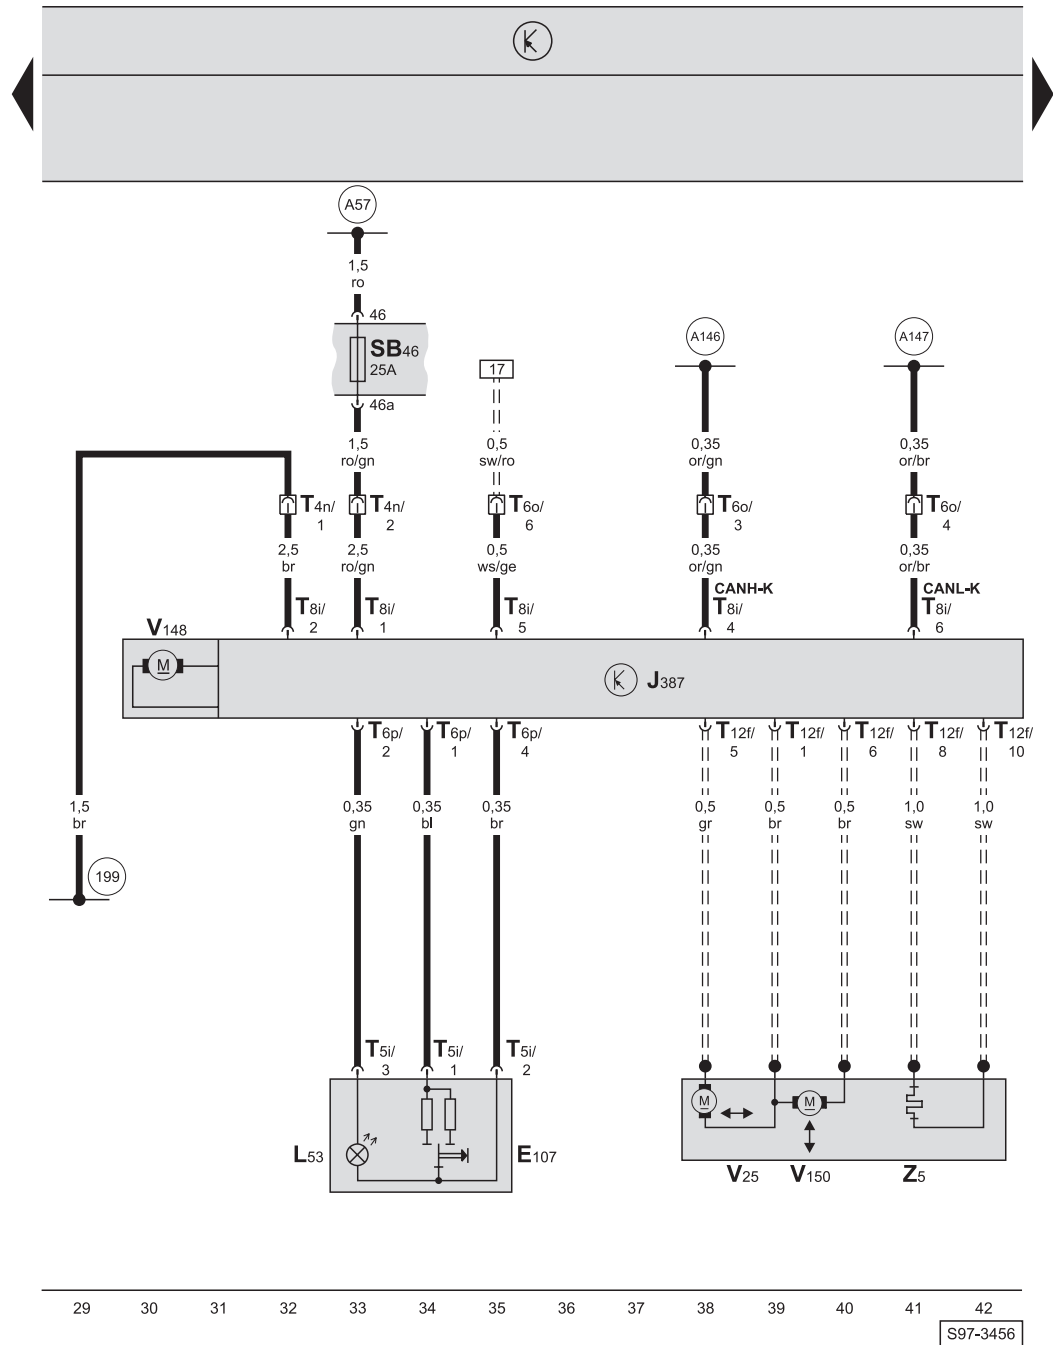 A57
1,5
ro
46
SB46
25A
46a
17
A146
A147
1,5
ro/gn
0,5
sw/ro
0,35
or/gn
0,35
or/br
T4n/
1
T4n/
2
T6o/
6
T6o/
3
T6o/
4
2,5
br
2,5
ro/gn
0,5
ws/ge
0,35
or/gn
0,35
or/br
CANH-K
CANL-K
T8i/
2
T8i/
1
T8i/
5
T8i/
4
T8i/
6
V148
M
J387
T6p/
2
T6p/
1
T6p/
4
T12f/
5
T12f/
1
T12f/
6
T12f/
8
T12f/
10
1,5
br
0,35
gn
0,35
bl
0,35
br
0,5
gr
0,5
br
0,5
br
1,0
sw
1,0
sw
199
T5i/
3
T5i/
1
T5i/
2
M
M
L53
E107
V25
V150
Z5
29 30 31 32 33 34 35 36 37 38 39 40 41 42
S97-3456